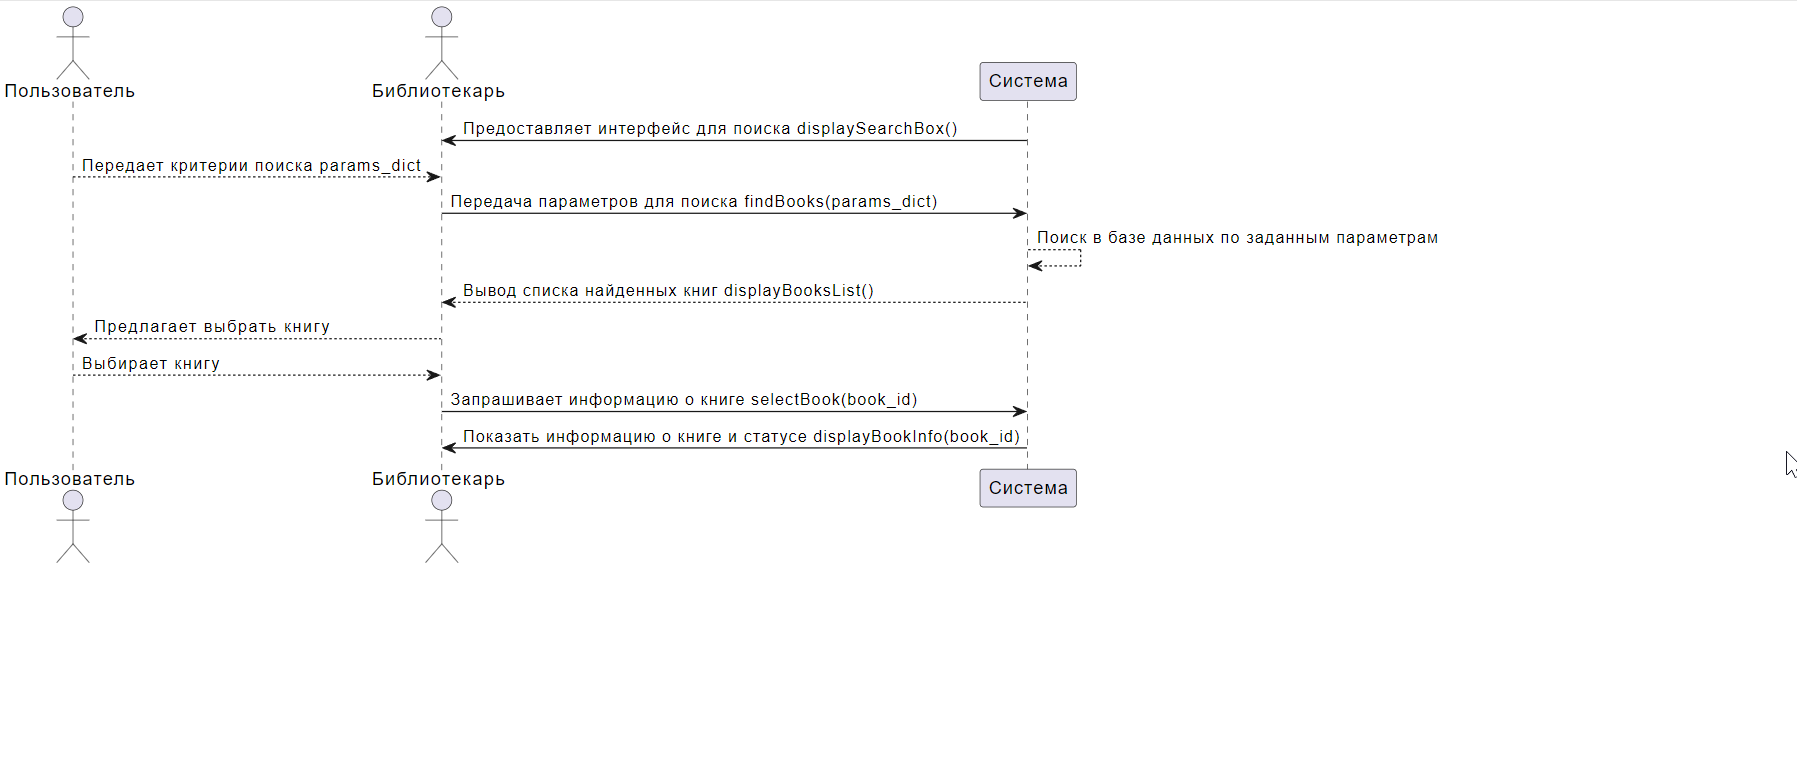 Пользователь
Библиотекарь
Система
Предоставляет интерфейс для поиска displaySearchBox()
Передает критерии поиска params_dict
Передача параметров для поиска findBooks(params_dict)
Поиск в базе данных по заданным параметрам
Вывод списка найденных книг displayBooksList()
Предлагает выбрать книгу
Выбирает книгу
Запрашивает информацию о книге selectBook(book_id)
Показать информацию о книге и статусе displayBookInfo(book_id)
Пользователь
Библиотекарь
Система